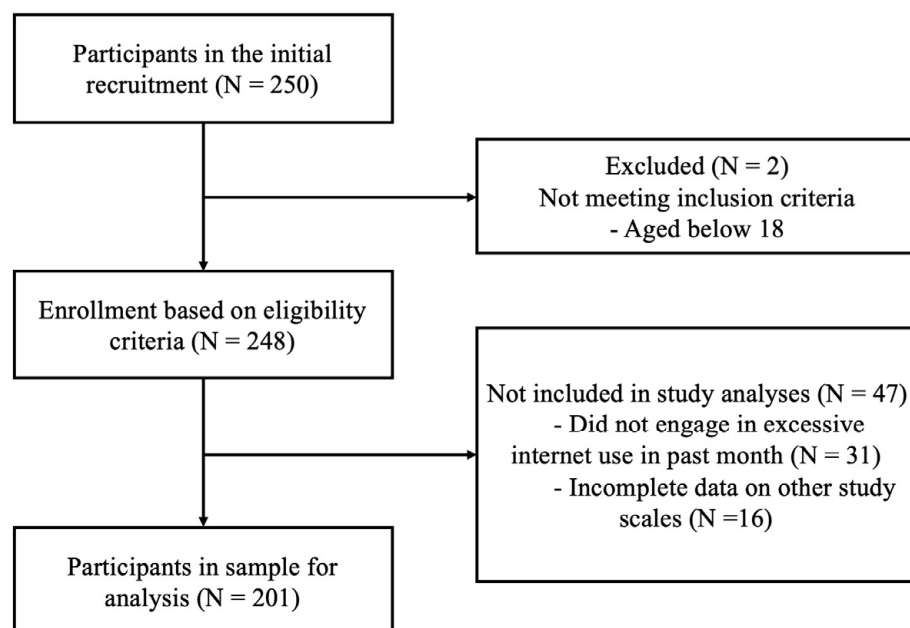 Participants in the initial
recruitment (N = 250)
Excluded (N = 2)
Not meeting inclusion criteria
- Aged below 18
Enrollment based on eligibility
criteria (N = 248)
Not included in study analyses (N = 47)
- Did not engage in excessive
internet use in past month (N = 31)
- Incomplete data on other study
scales (N =16)
Participants in sample for
analysis (N = 201)